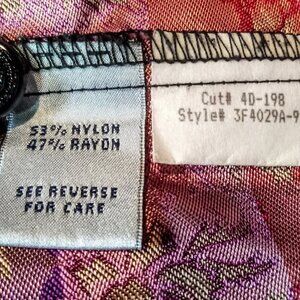 53% NYLON
47% RAYON
SEE REVERSE
FOR CARE
Cut# 4D-198
Style# 3F4029A-9